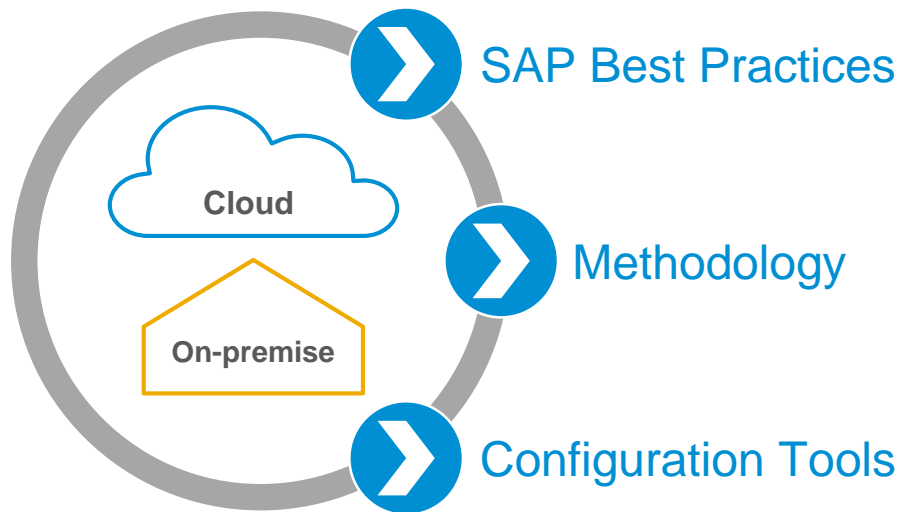 SAP Best Practices
Cloud
Methodology
On-premise
Configuration Tools